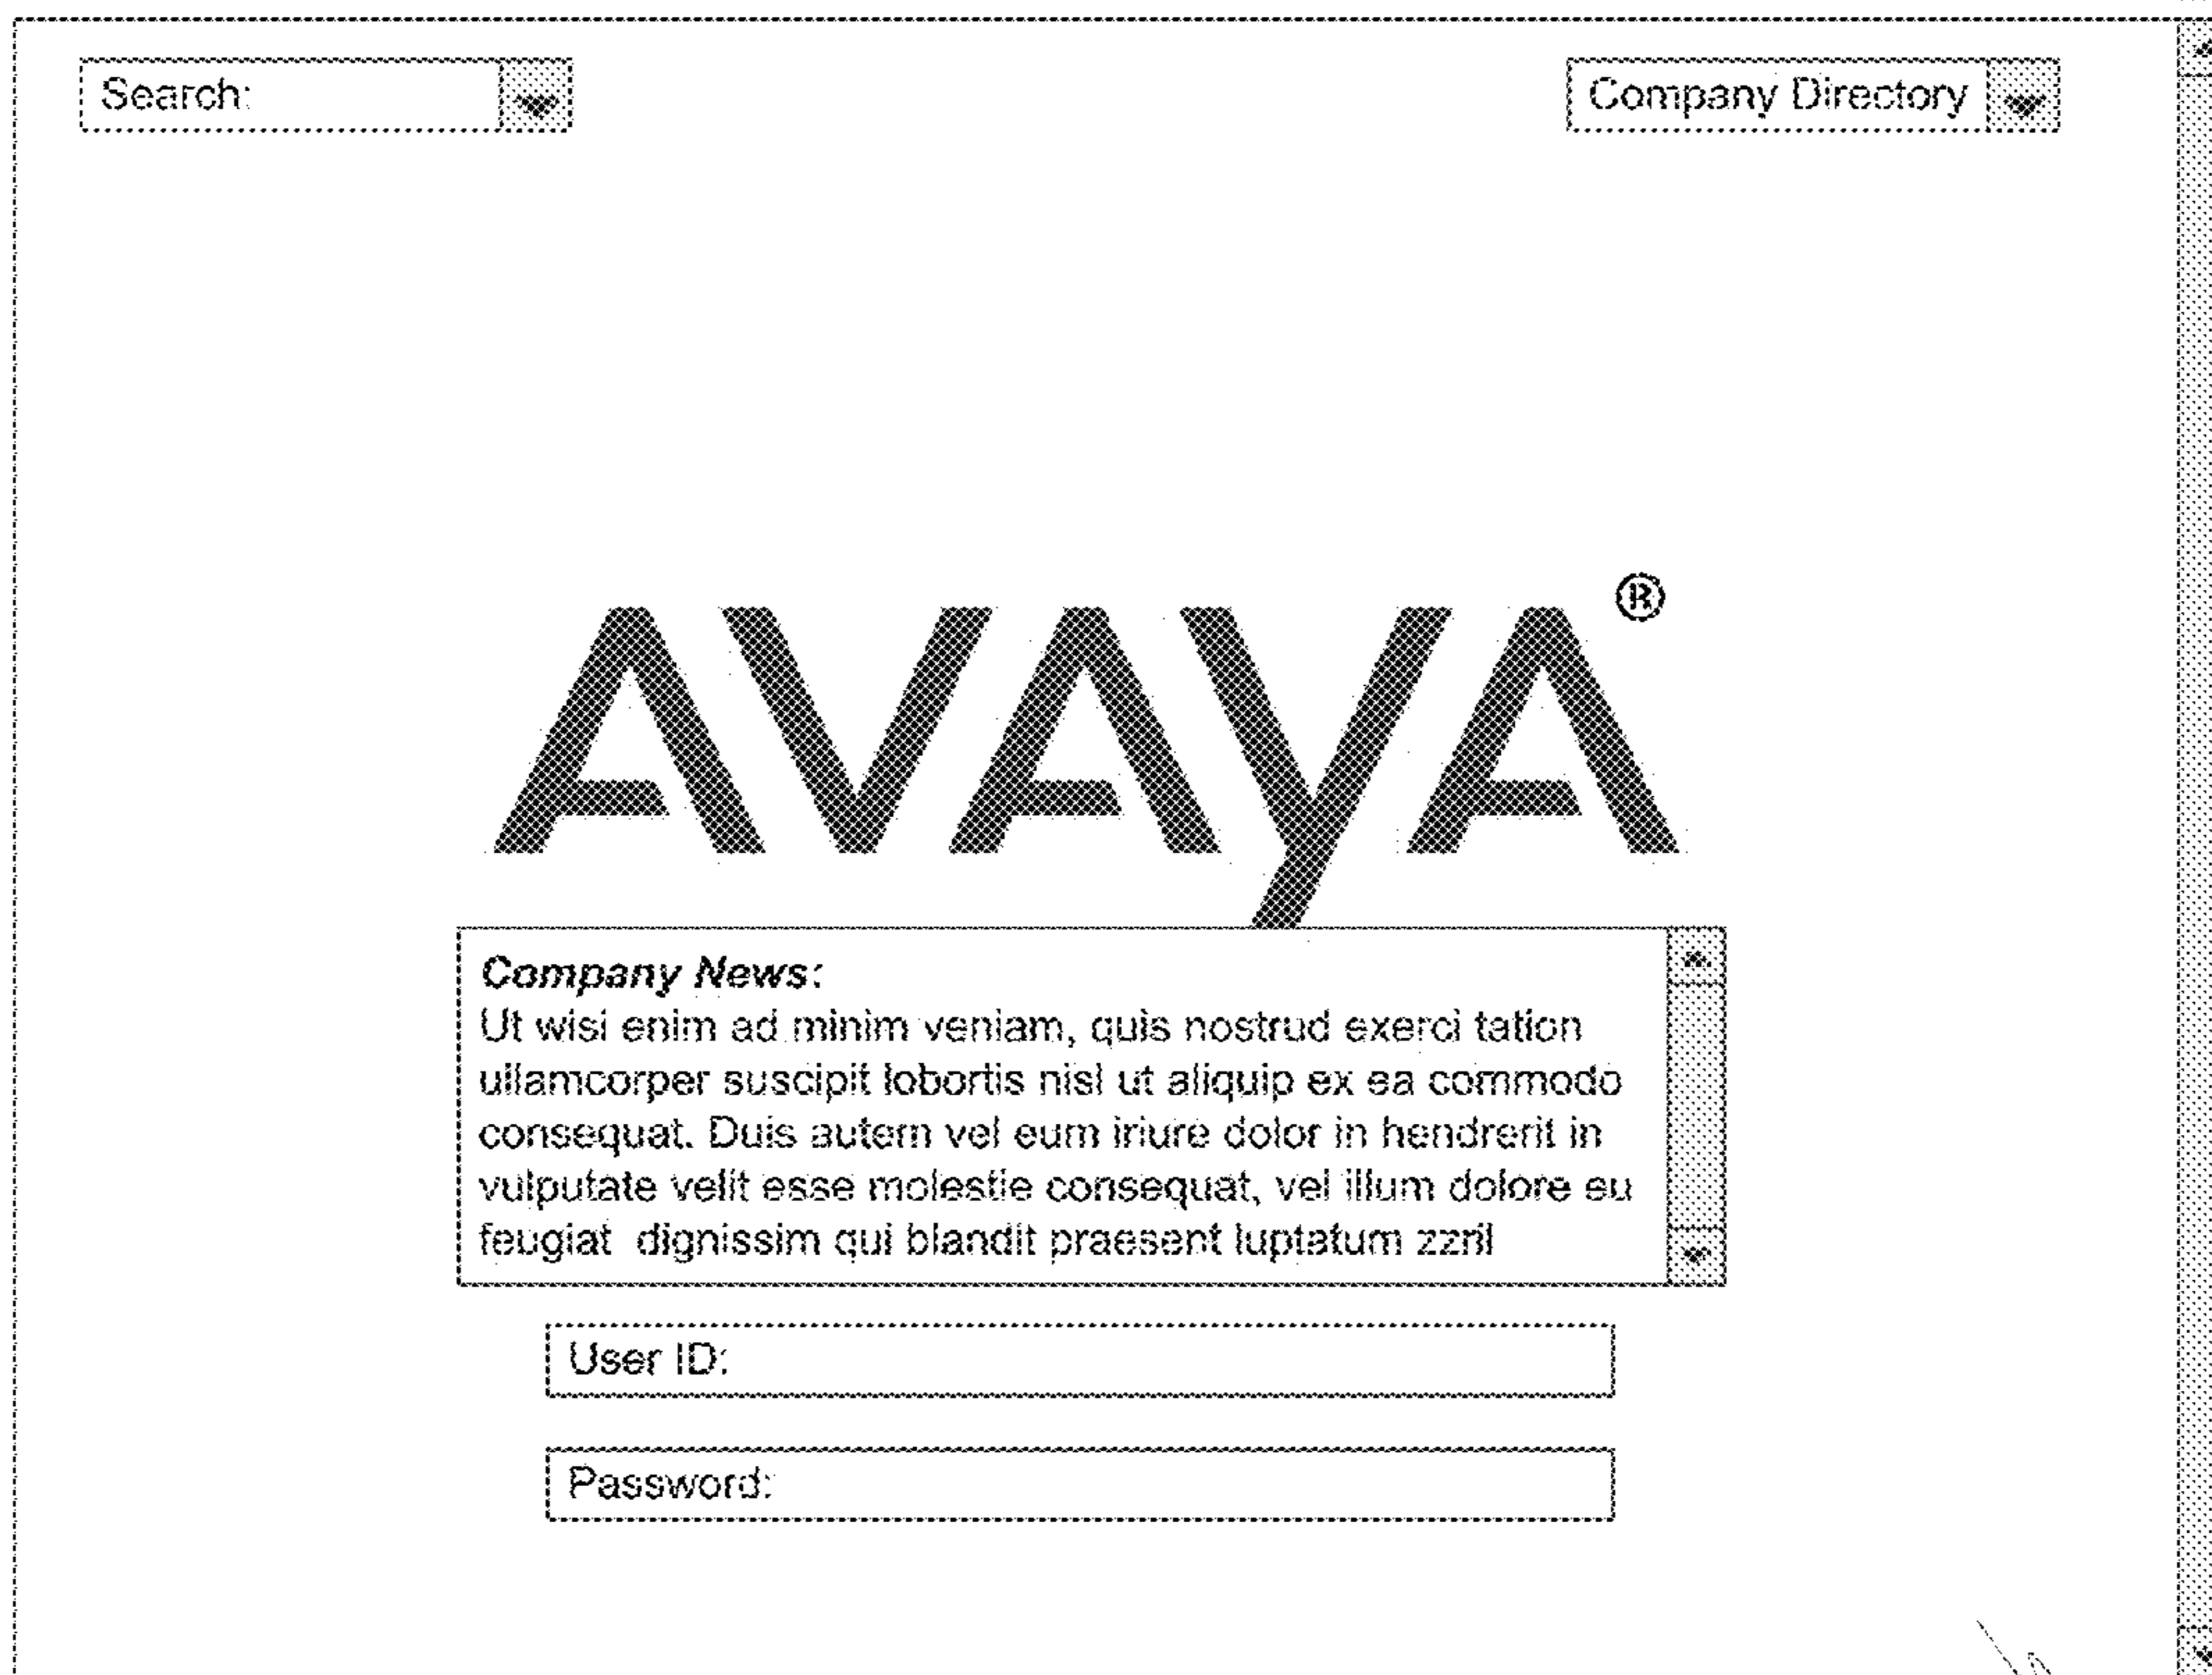 Search:
Company Directory
AVAYA®
Company News:
Ut wisi enim ad minim veniam, quis nostrud exerci tation
ullamcorper suscipit lobortis nisl ut aliquip ex ea commodo
consequat. Duis autem vel eum iriure dolor in hendrerit in
vulputate velit esse molestie consequat, vel illum dolore eu
feugiat  dignissim qui blandit praesent luptatum zzril
User ID:
Password: